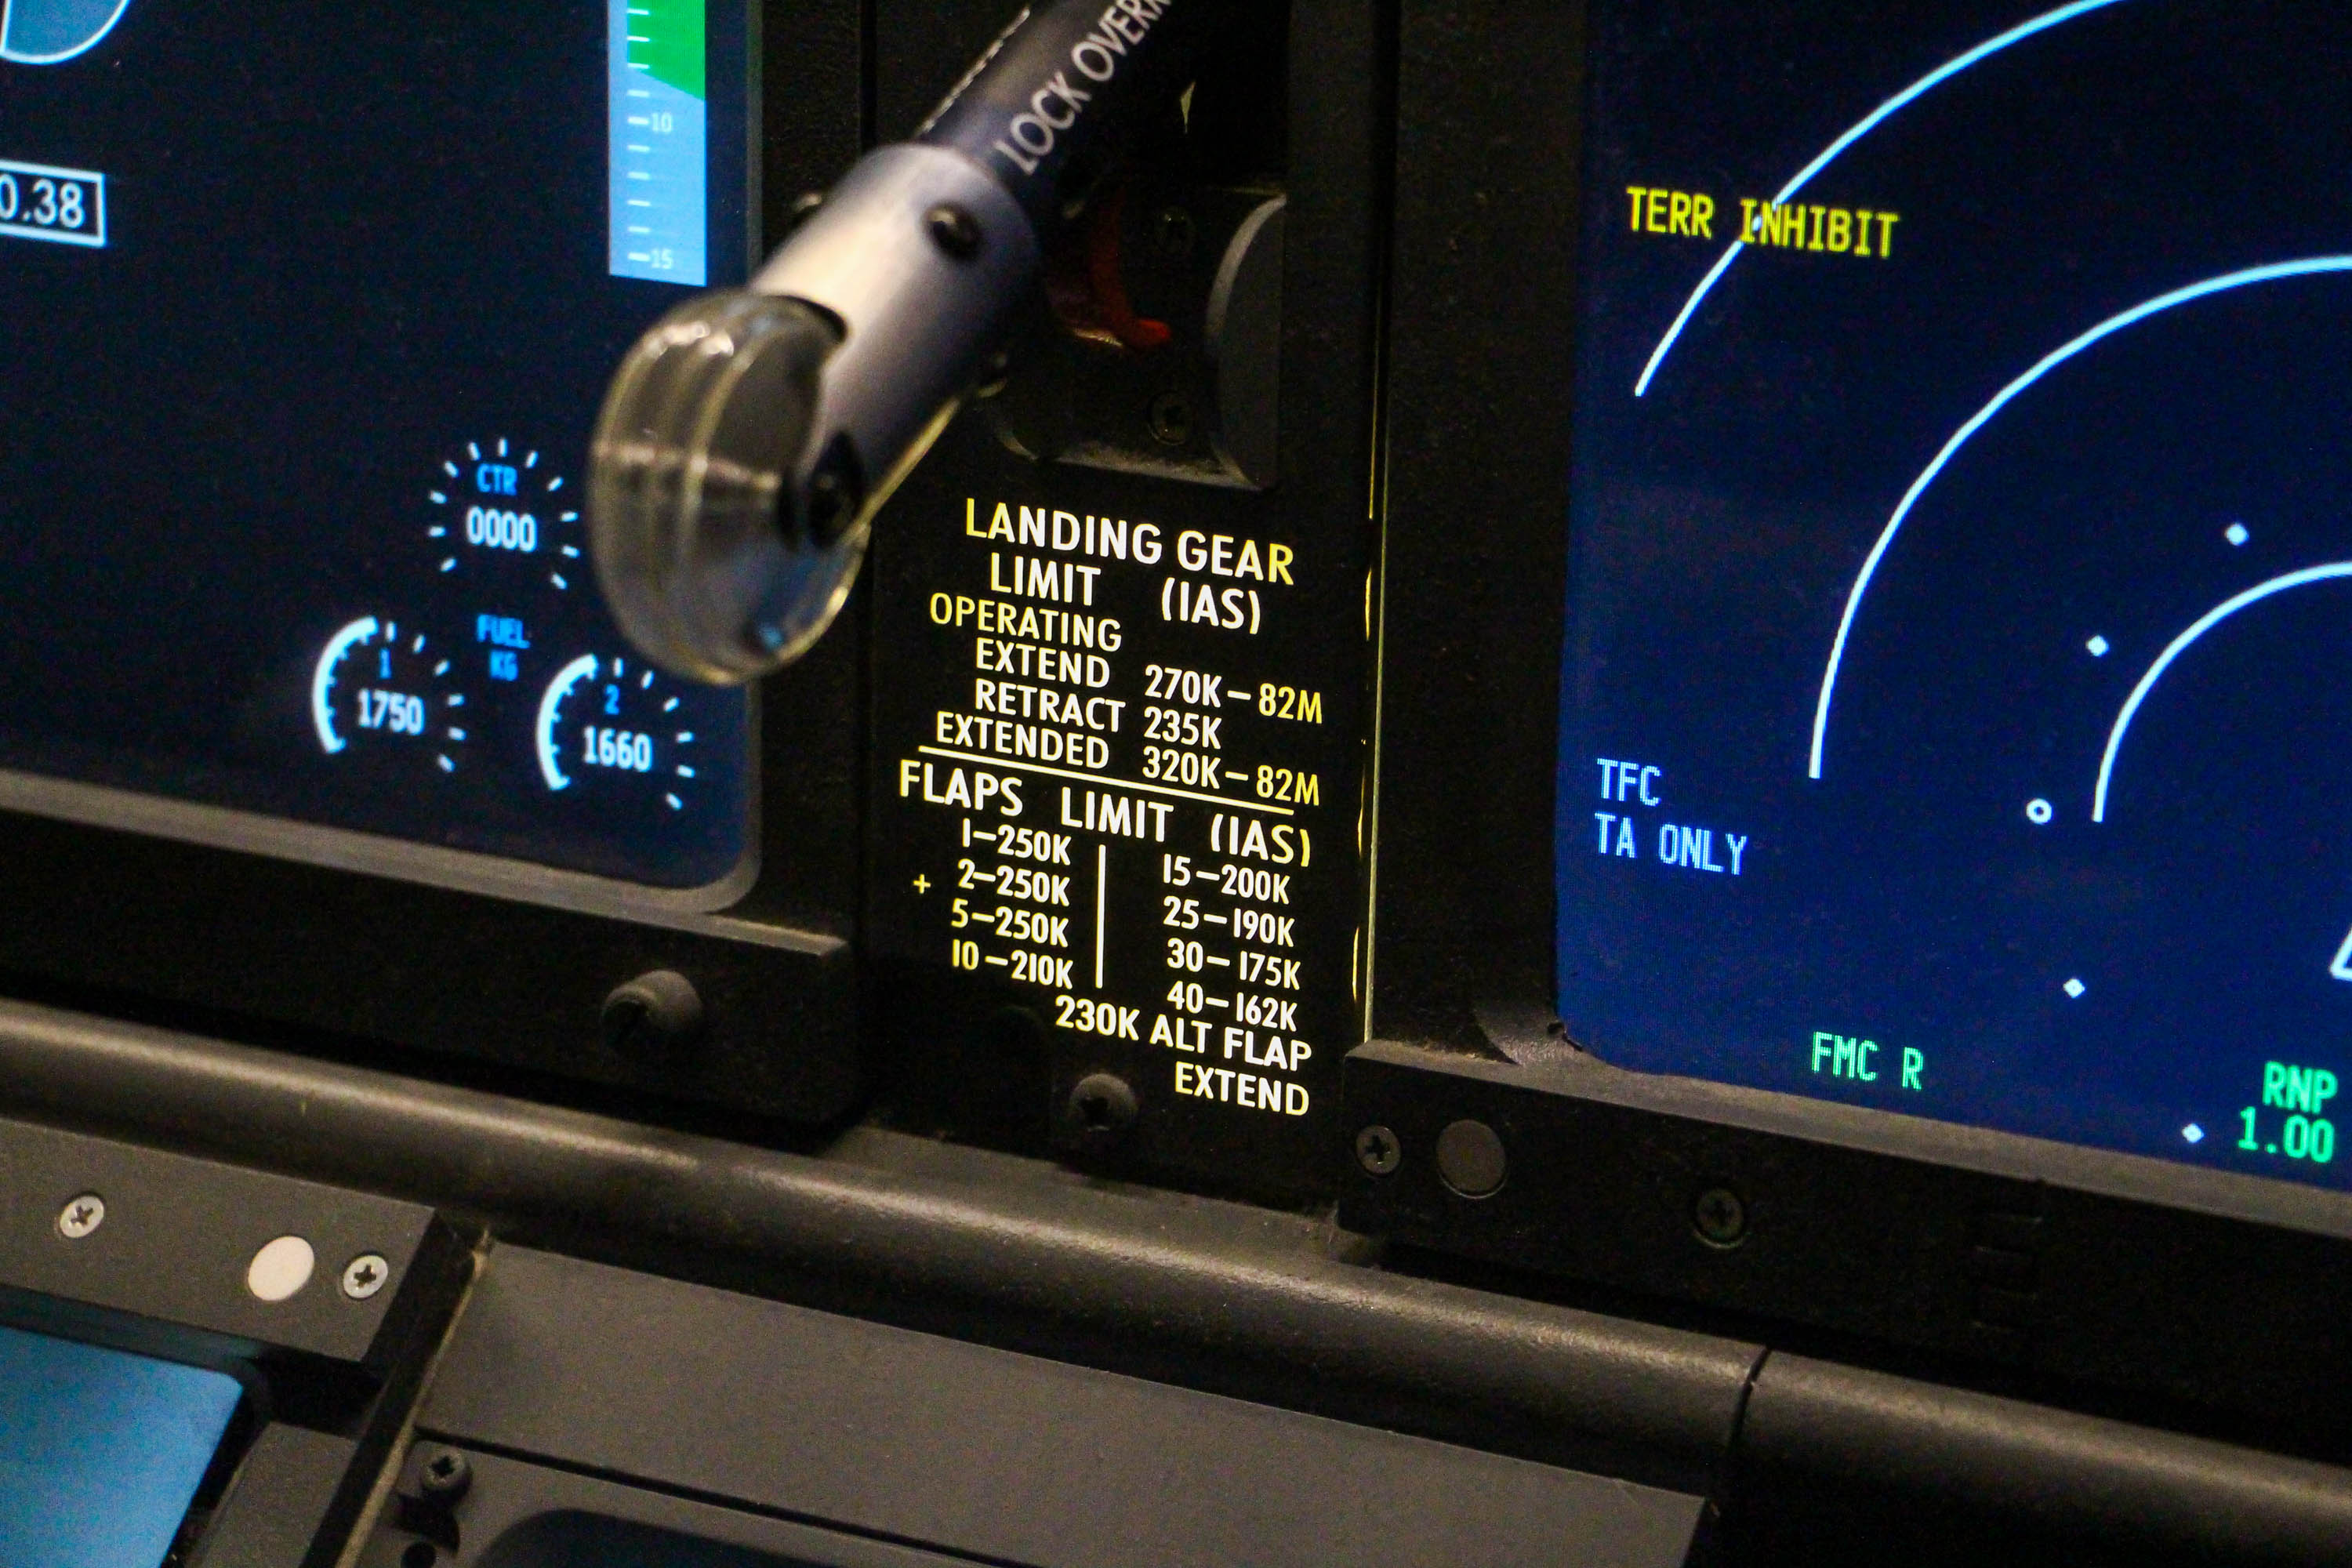 LOCK
10
15
0.38
TERR INHIBIT
CTR
0000
FUEL
KG
1
1750
2
1660
LANDING GEAR
LIMIT (IAS)
OPERATING
EXTEND 270K-82M
RETRACT 235K
EXTENDED 320K-82M
FLAPS LIMIT (IAS)
1-250K
+ 2-250K
5-250K
10-210K
15-200K
25-190K
30-175K
40-162K
230K ALT FLAP
EXTEND
TFC
TA ONLY
FMC R
RNP
1.00